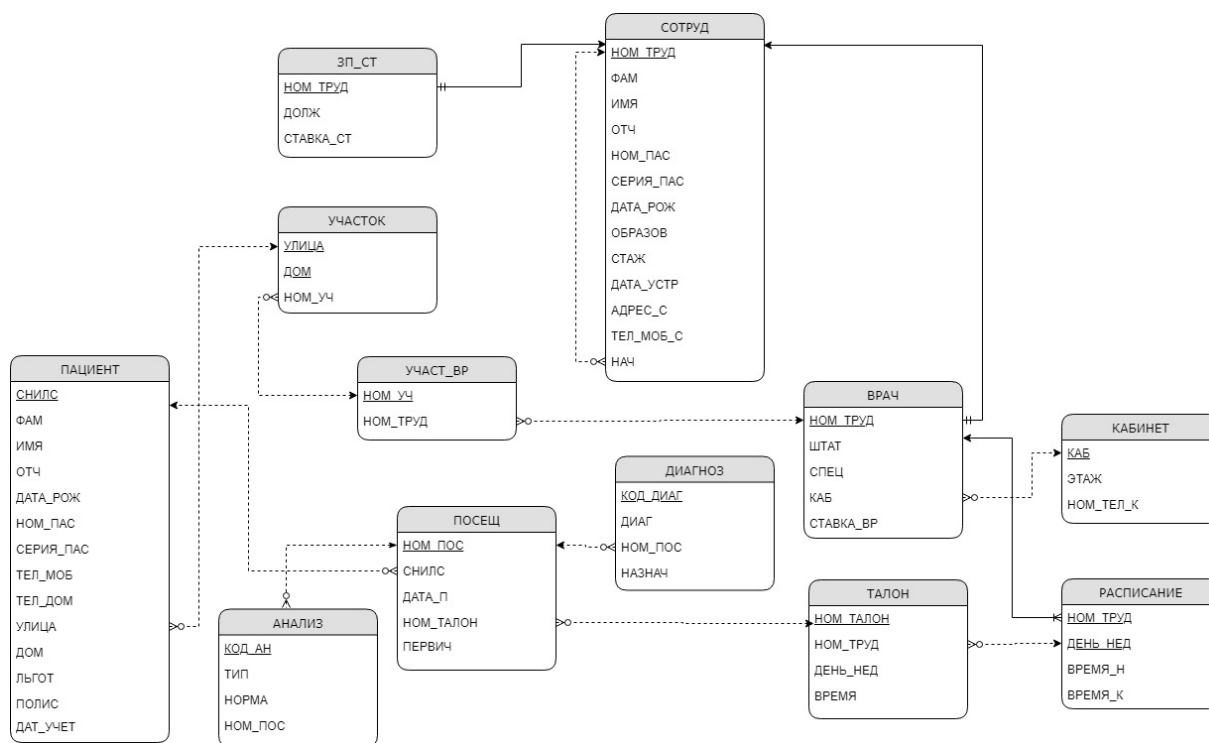 СОТРУД
НОМ_ТРУД
ФАМ
ИМЯ
ОТЧ
НОМ_ПАС
СЕРИЯ_ПАС
ДАТА_РОЖ
ОБРАЗОВ
СТАЖ
ДАТА_УСТР
АДРЕС_С
ТЕЛ_МОБ_С
НАЧ
ЗП_СТ
НОМ_ТРУД
ДОЛЖ
СТАВКА_СТ
УЧАСТОК
УЛИЦА
ДОМ
НОМ_УЧ
ПАЦИЕНТ
СНИЛС
ФАМ
ИМЯ
ОТЧ
ДАТА_РОЖ
НОМ_ПАС
СЕРИЯ_ПАС
ТЕЛ_МОБ
ТЕЛ_ДОМ
УЛИЦА
ДОМ
ЛЬГОТ
ПОЛИС
ДАТ_УЧЕТ
УЧАСТ_ВР
НОМ_УЧ
НОМ_ТРУД
ВРАЧ
НОМ_ТРУД
ШТАТ
СПЕЦ
КАБ
СТАВКА_ВР
КАБИНЕТ
КАБ
ЭТАЖ
НОМ_ТЕЛ_К
ДИАГНОЗ
КОД_ДИАГ
ДИАГ
НОМ_ПОС
НАЗНАЧ
ПОСЕЩ
НОМ_ПОС
СНИЛС
ДАТА_П
НОМ_ТАЛОН
ПЕРВИЧ
АНАЛИЗ
КОД_АН
ТИП
НОРМА
НОМ_ПОС
ТАЛОН
НОМ_ТАЛОН
НОМ_ТРУД
ДЕНЬ_НЕД
ВРЕМЯ
РАСПИСАНИЕ
НОМ_ТРУД
ДЕНЬ_НЕД
ВРЕМЯ_Н
ВРЕМЯ_К